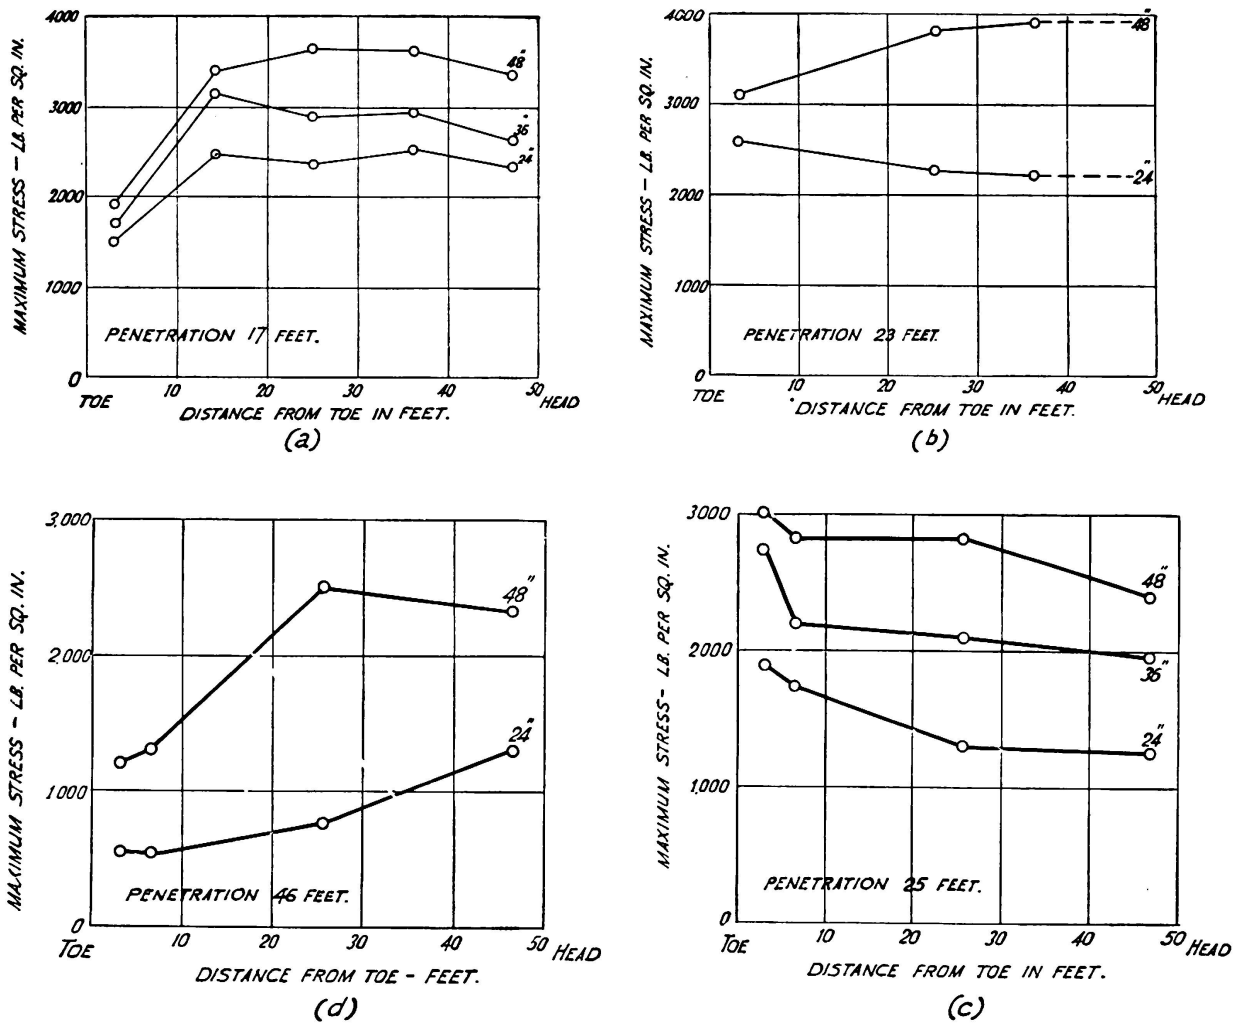 MAXIMUM STRESS — LB. PER SQ. IN.
4000
3000
2000
1000
0
48"
36"
24"
PENETRATION 17 FEET.
TOE 10 20 30 40 50 HEAD
DISTANCE FROM TOE IN FEET.
(a)
MAXIMUM STRESS — LB. PER SQ. IN.
4000
3000
2000
1000
0
48"
24"
PENETRATION 23 FEET.
TOE 10 20 30 40 50 HEAD
DISTANCE FROM TOE IN FEET.
(b)
MAXIMUM STRESS — LB. PER SQ. IN.
3,000
2,000
1000
0
48"
24"
PENETRATION 46 FEET.
TOE 10 20 30 40 50 HEAD
DISTANCE FROM TOE - FEET.
(d)
MAXIMUM STRESS - LB. PER SQ. IN.
3000
2000
1000
0
48"
36"
24"
PENETRATION 25 FEET.
TOE 10 20 30 40 50 HEAD
DISTANCE FROM TOE IN FEET.
(c)